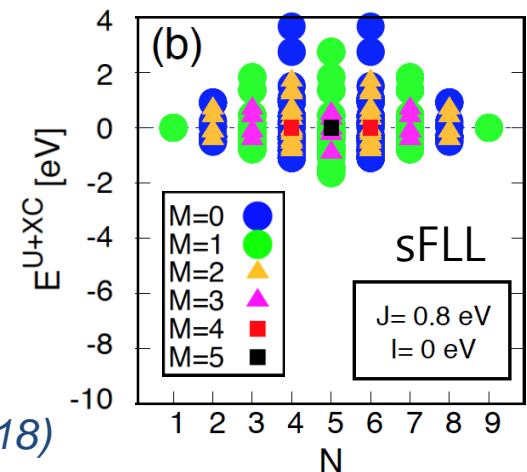 (b)
4
2
0
-2
-4
-6
-8
-10
E^{U+XC} [eV]
M=0
M=1
M=2
M=3
M=4
M=5
sFLL
J= 0.8 eV
I= 0 eV
1 2 3 4 5 6 7 8 9
N
18)